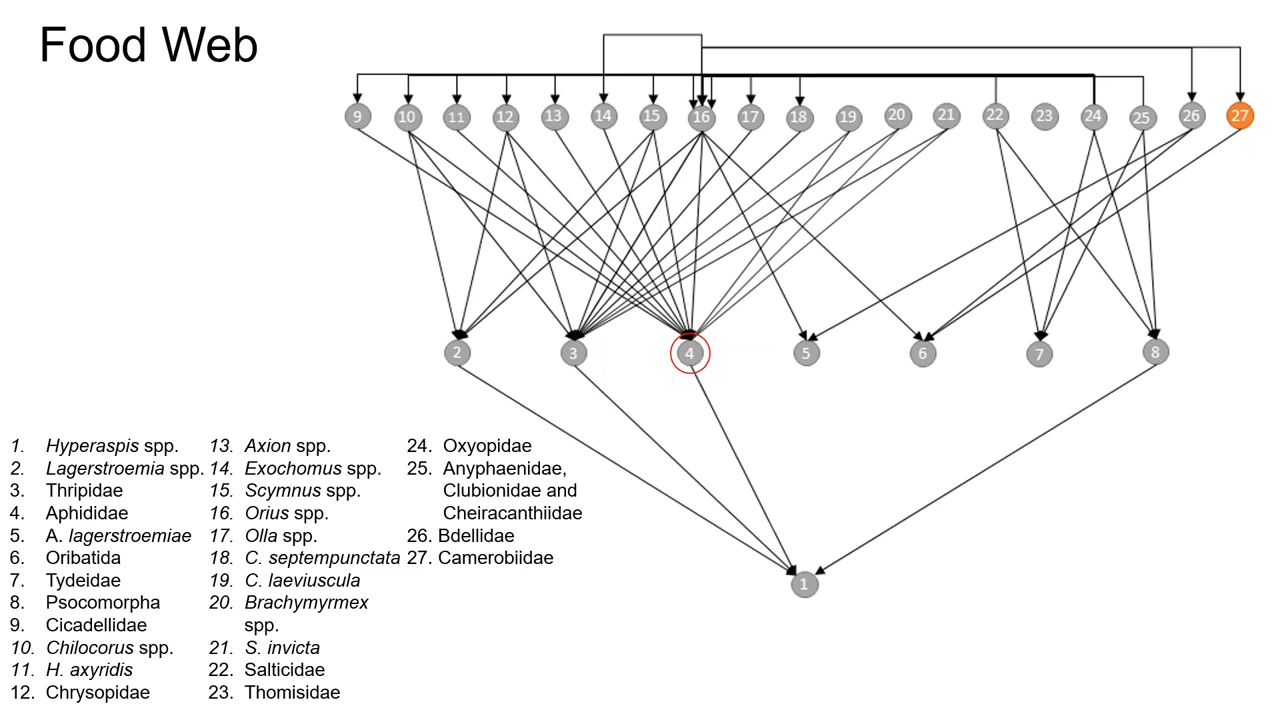 Food Web
9 10 11 12 13 14 15 16 17 18 19 20 21 22 23 24 25 26 27
2 3 4 5 6 7 8
1
1. Hyperaspis spp.
2. Lagerstroemia spp.
3. Thripidae
4. Aphididae
5. A. lagerstroemiae
6. Oribatida
7. Tydeidae
8. Psocomorpha
9. Cicadellidae
10. Chilocorus spp.
11. H. axyridis
12. Chrysopidae
13. Axion spp.
14. Exochomus spp.
15. Scymnus spp.
16. Orius spp.
17. Olla spp.
18. C. septempunctata
19. C. laeviuscula
20. Brachymyrmex
spp.
21. S. invicta
22. Salticidae
23. Thomisidae
24. Oxyopidae
25. Anyphaenidae,
Clubionidae and
Cheiracanthiidae
26. Bdellidae
27. Camerobiidae